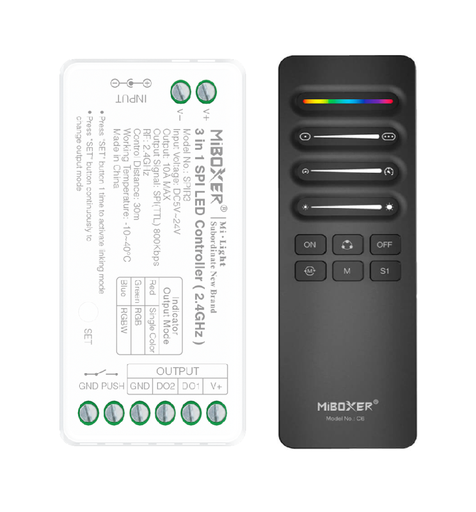 V+
V-
INPUT
MiBOXER®
Mi·Light
Subordinate New Brand
3 in 1 SPI LED Controller ( 2.4GHz )
Model No.: SPIR3
Input Voltage: DC5V~24V
Output: 10A MAX
Output Signal: SPI(TTL) 800Kbps
RF: 2.4GHz
Control Distance: 30m
Working Temperature: -10~40°C
Made in China
• Press "SET" button 1 time to activate linking mode
• Press "SET" button continuously to
change output mode
Indicator
Output Mode
Red
Single Color
Green
RGB
Blue
RGBW
SET
OUTPUT
GND PUSH GND DO2 DO1 V+
ON
OFF
M
M
S1
MiBOXER®